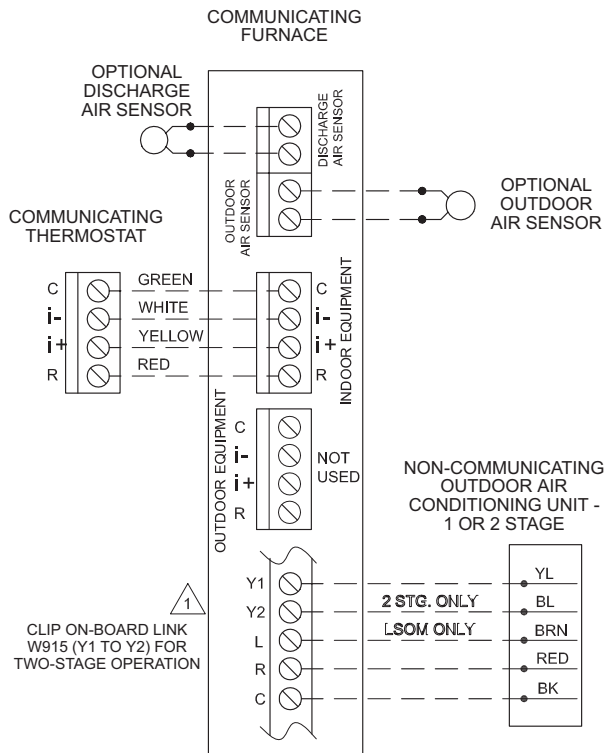 COMMUNICATING
FURNACE
OPTIONAL
DISCHARGE
AIR SENSOR
DISCHARGE
AIR SENSOR
OUTDOOR
AIR SENSOR
OPTIONAL
OUTDOOR
AIR SENSOR
COMMUNICATING
THERMOSTAT
C GREEN C
i- WHITE i-
i+ YELLOW i+
R RED R
INDOOR EQUIPMENT
OUTDOOR EQUIPMENT
C
i-
i+
R
NOT
USED
NON-COMMUNICATING
OUTDOOR AIR
CONDITIONING UNIT -
1 OR 2 STAGE
Y1 YL
Y2 2 STG. ONLY BL
L LSOM ONLY BRN
R RED
C BK
1
CLIP ON-BOARD LINK
W915 (Y1 TO Y2) FOR
TWO-STAGE OPERATION